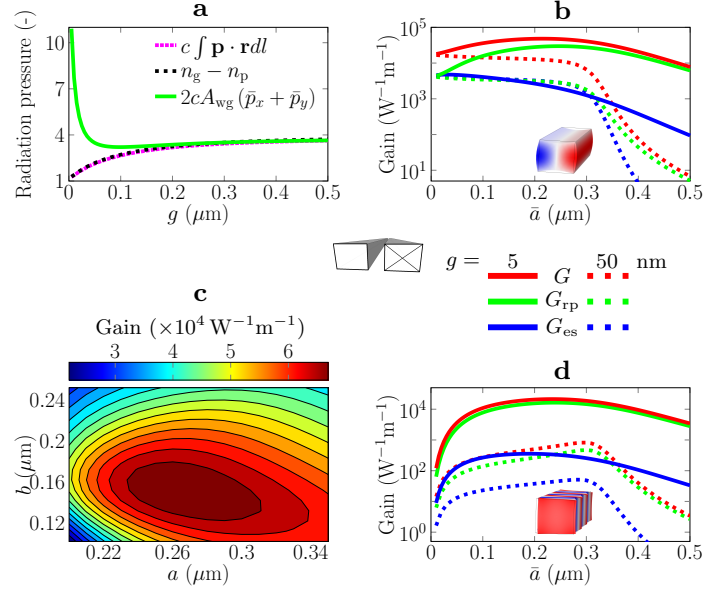 a
Radiation pressure (-)
11
7
4
1
c ∫ p · rdl
n_g − n_p
2cA_wg(p̄_x + p̄_y)
0 0.1 0.2 0.3 0.4 0.5
g (μm)
b
Gain (W⁻¹m⁻¹)
10⁵
10³
10¹
0 0.1 0.2 0.3 0.4 0.5
ā (μm)
g = 5 50 nm
G
G_rp
G_es
c
Gain (×10⁴ W⁻¹m⁻¹)
3 4 5 6
b (μm)
0.24
0.2
0.16
0.12
0.22 0.26 0.3 0.34
a (μm)
d
Gain (W⁻¹m⁻¹)
10⁴
10²
10⁰
0 0.1 0.2 0.3 0.4 0.5
ā (μm)